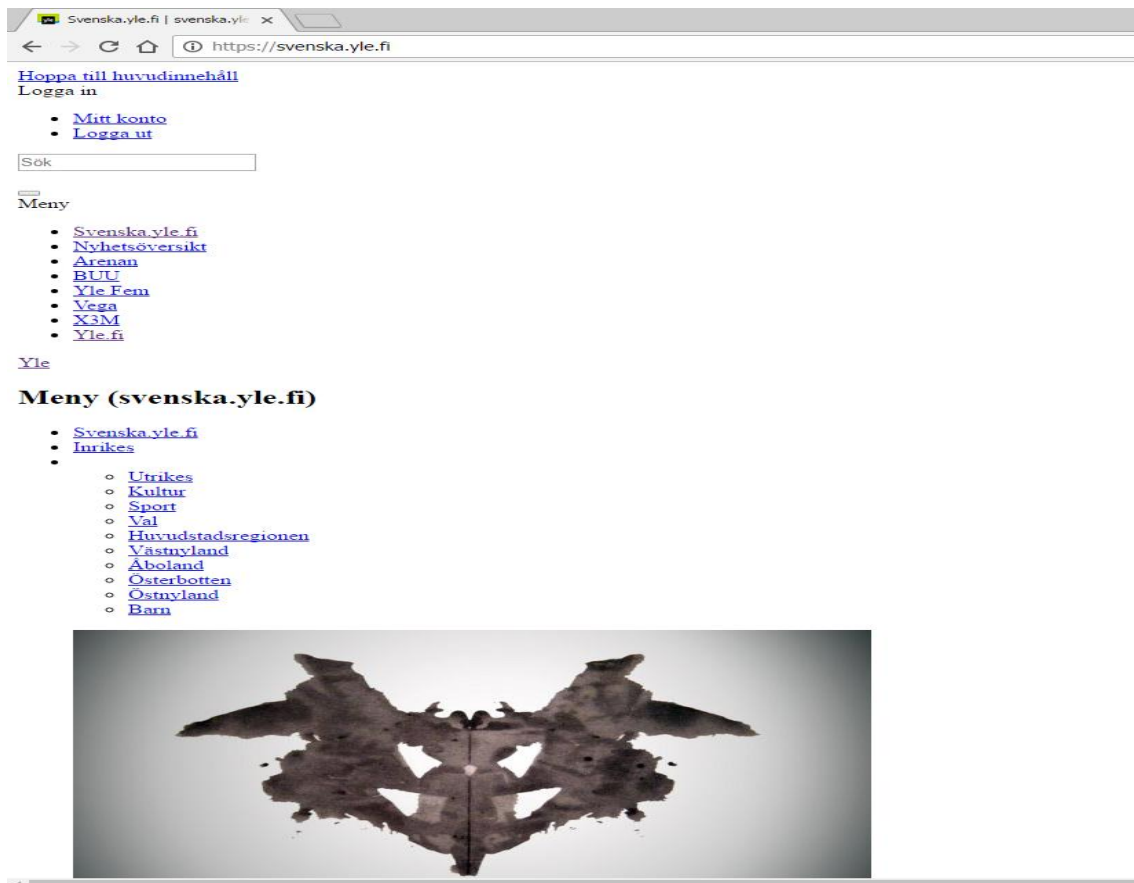 Svenska.yle.fi | svenska.yle
https://svenska.yle.fi
Hoppa till huvudinnehåll
Logga in
Mitt konto
Logga ut
Sök
Meny
Svenska.yle.fi
Nyhetsöversikt
Arenan
BUU
Yle Fem
Vega
X3M
Yle.fi
Yle
Meny (svenska.yle.fi)
Svenska.yle.fi
Inrikes
Utrikes
Kultur
Sport
Val
Huvudstadsregionen
Västnyland
Åboland
Österbotten
Östnyland
Barn